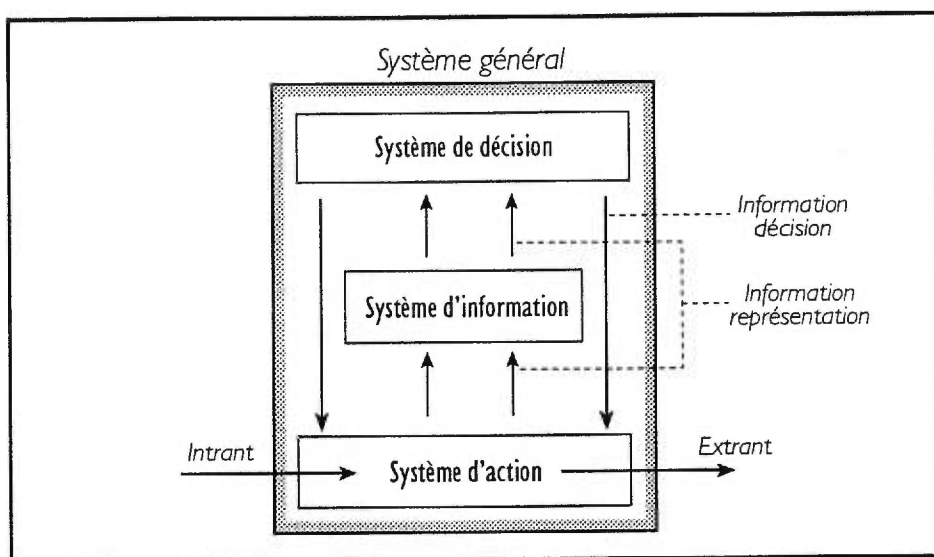 Système général
Système de décision
Information
décision
Système d'information
Information
représentation
Intrant
Système d'action
Extrant